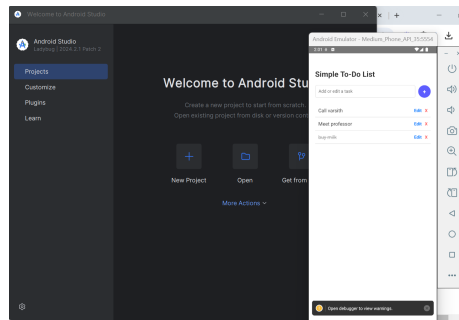 Welcome to Android Studio
Android Studio
Ladybug | 2024.2.1 Patch 2
Projects
Customize
Plugins
Learn
Welcome to Android Stu
Create a new project to start from scratch.
Open existing project from disk or version com
New Project
Open
Get from
More Actions
Android Emulator - Medium_Phone_API_35:5554
Simple To-Do List
Add or edit a task
+
Call varsith
Edit X
Meet professor
Edit X
buy milk
Edit X
Open debugger to view warnings.